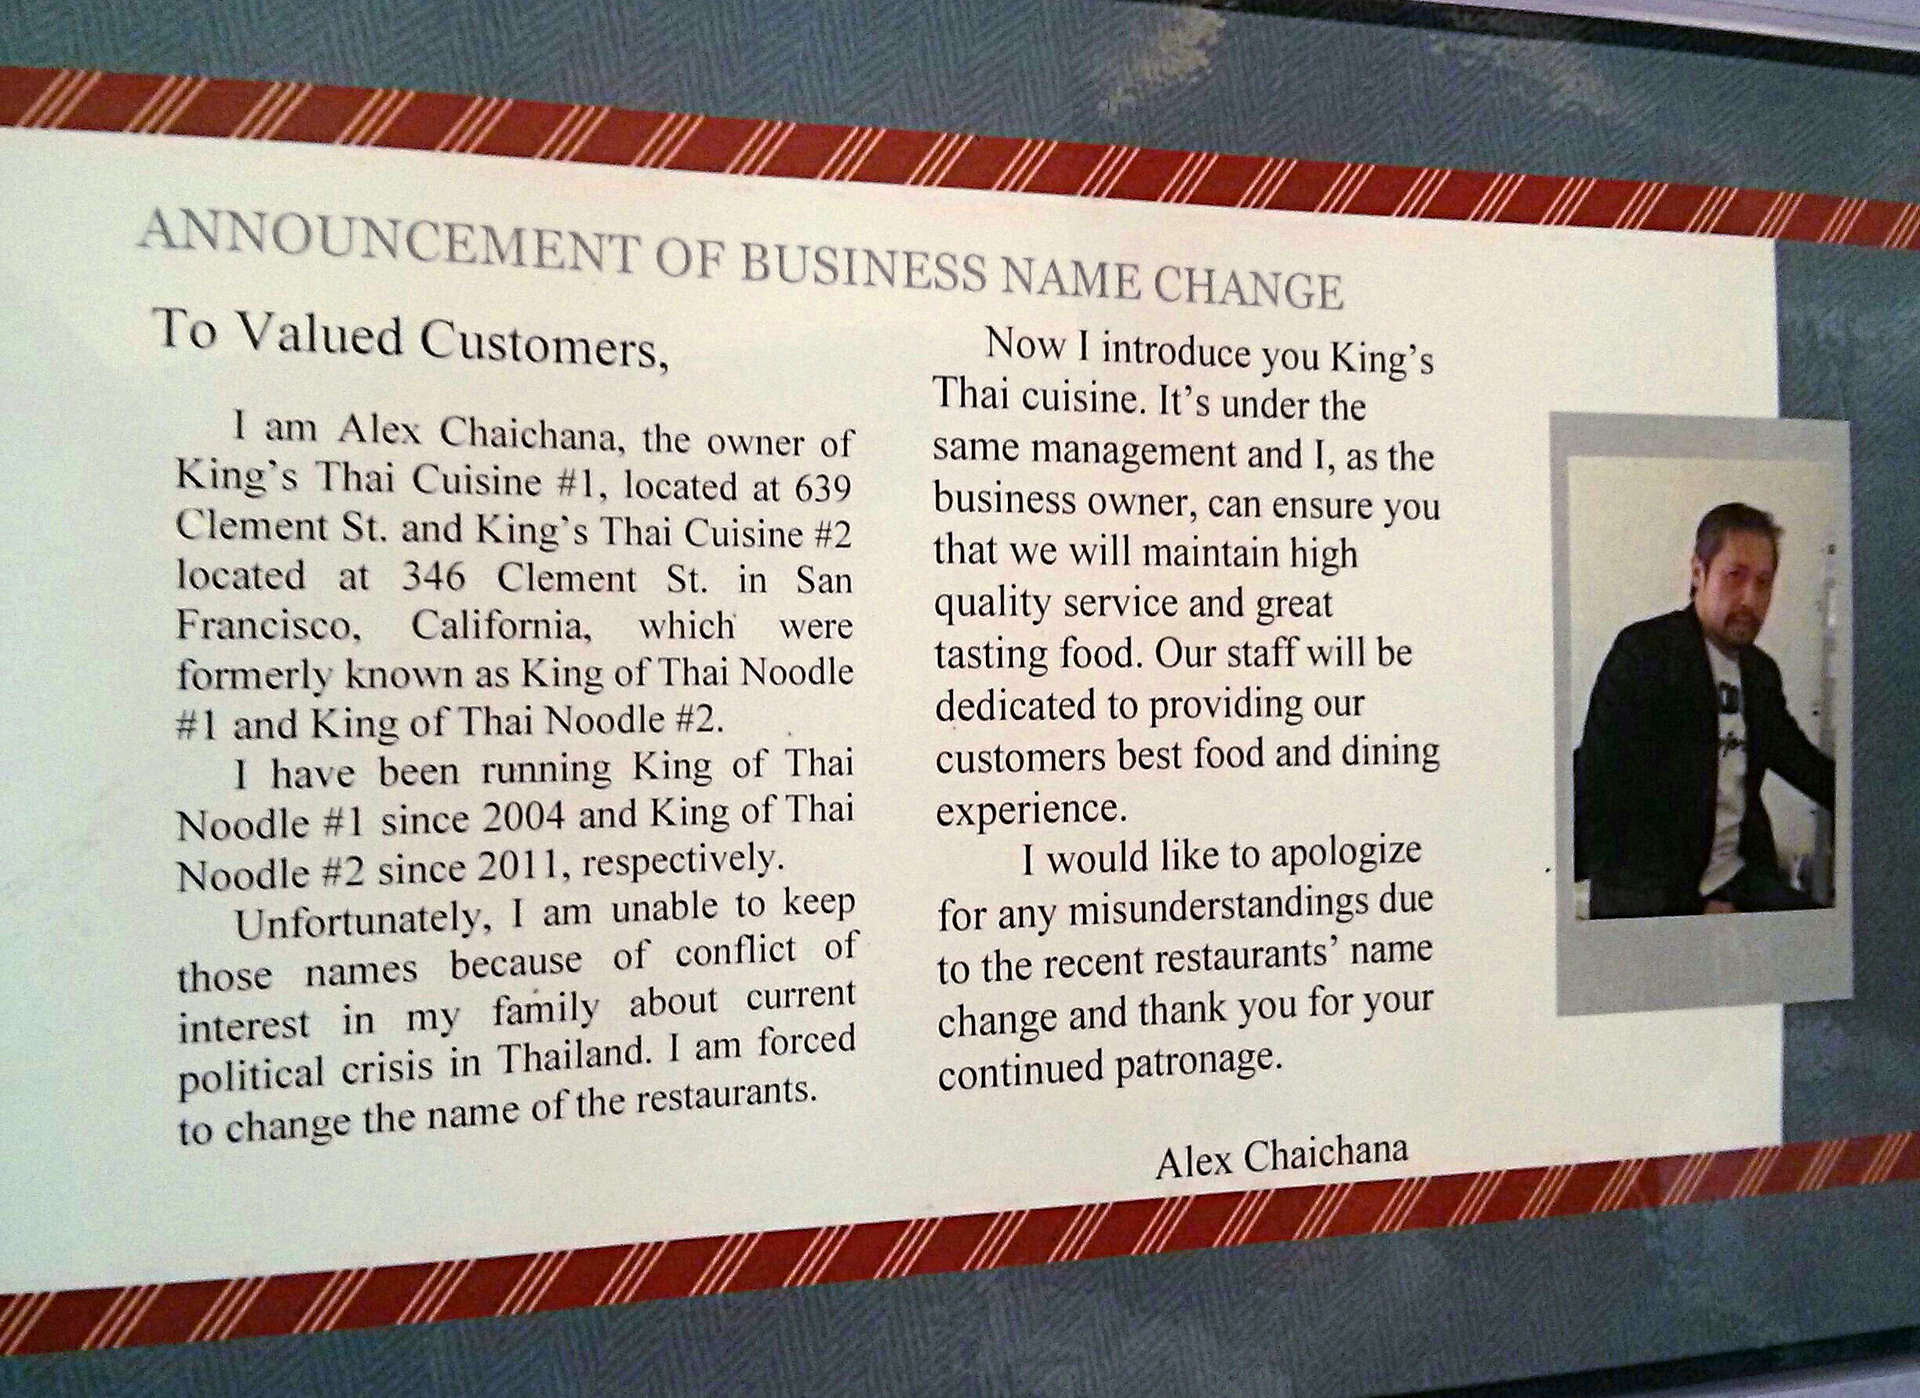 ANNOUNCEMENT OF BUSINESS NAME CHANGE
To Valued Customers,
I am Alex Chaichana, the owner of
King's Thai Cuisine #1, located at 639
Clement St. and King's Thai Cuisine #2
located at 346 Clement St. in San
Francisco, California, which were
formerly known as King of Thai Noodle
#1 and King of Thai Noodle #2.
I have been running King of Thai
Noodle #1 since 2004 and King of Thai
Noodle #2 since 2011, respectively.
Unfortunately, I am unable to keep
those names because of conflict of
interest in my family about current
political crisis in Thailand. I am forced
to change the name of the restaurants.
Now I introduce you King's
Thai cuisine. It's under the
same management and I, as the
business owner, can ensure you
that we will maintain high
quality service and great
tasting food. Our staff will be
dedicated to providing our
customers best food and dining
experience.
I would like to apologize
for any misunderstandings due
to the recent restaurants' name
change and thank you for your
continued patronage.
Alex Chaichana